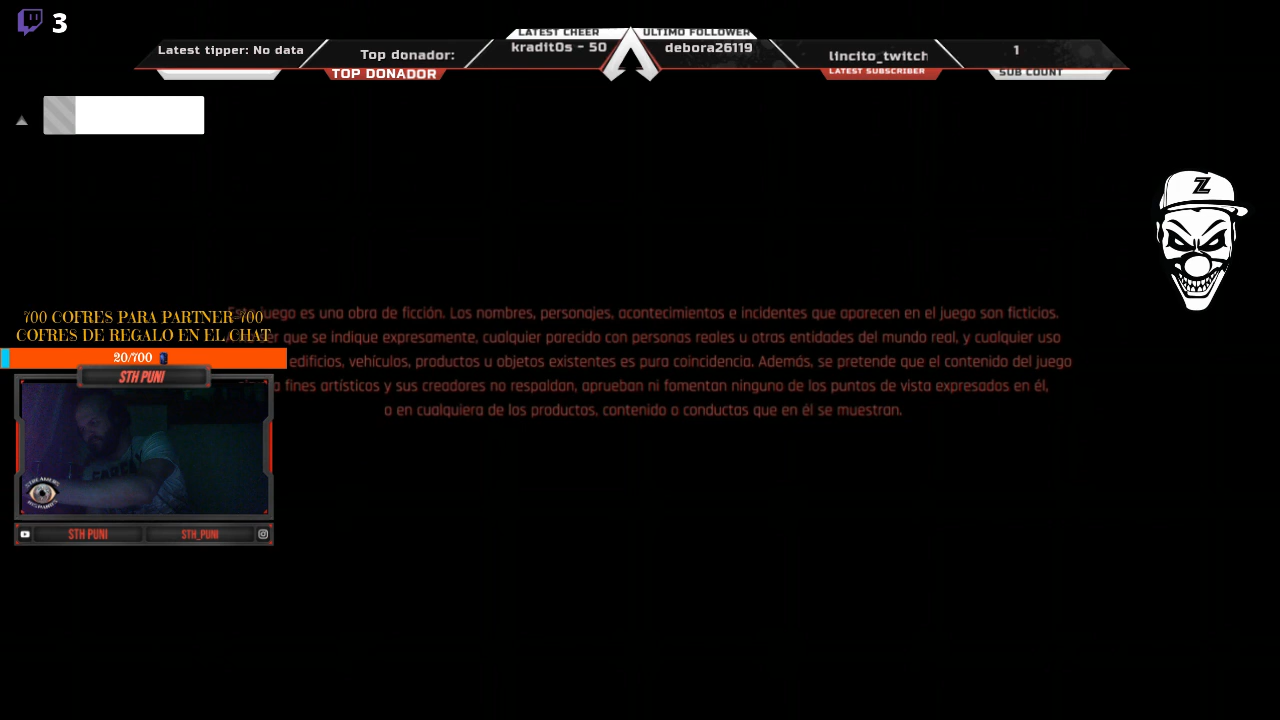 3
LATEST CHEER
ULTIMO FOLLOWER
Latest tipper: No data
Top donador:
kradit0s - 50
debora26119
lincito_twitch
1
TOP DONADOR
LATEST SUBSCRIBER
SUB COUNT
Z
700 COFRES PARA PARTNER 700
COFRES DE REGALO EN EL CHAT
20/700
juego es una obra de ficción. Los nombres, personajes, acontecimientos e incidentes que aparecen en el juego son ficticios.
que se indique expresamente, cualquier parecido con personas reales u otras entidades del mundo real, y cualquier uso
edificios, vehículos, productos u objetos existentes es pura coincidencia. Además, se pretende que el contenido del juego
a fines artísticos y sus creadores no respaldan, aprueban ni fomentan ninguno de los puntos de vista expresados en él,
o en cualquiera de los productos, contenido o conductas que en él se muestran.
STH PUNI
STREAMERS
STH PUNI
STH_PUNI